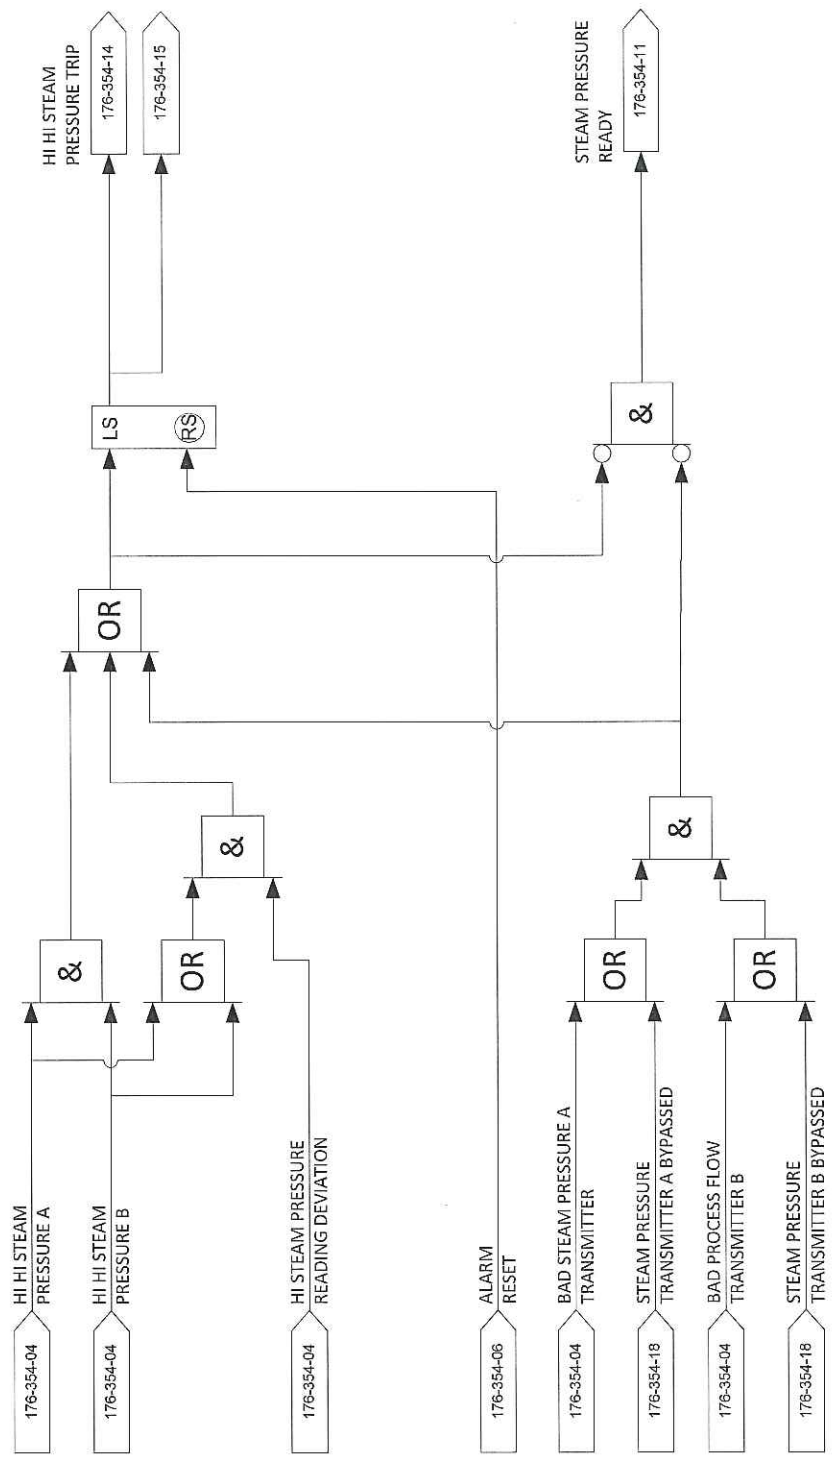 HI HI STEAM
PRESSURE TRIP
176-354-14
176-354-15
STEAM PRESSURE
READY
176-354-11
LS
RS
&
OR
&
&
OR
&
OR
OR
HI HI STEAM
PRESSURE A
176-354-04
HI HI STEAM
PRESSURE B
176-354-04
HI STEAM PRESSURE
READING DEVIATION
176-354-04
ALARM
RESET
176-354-06
BAD STEAM PRESSURE A
TRANSMITTER
176-354-04
STEAM PRESSURE
TRANSMITTER A BYPASSED
176-354-18
BAD PROCESS FLOW
TRANSMITTER B
176-354-04
STEAM PRESSURE
TRANSMITTER B BYPASSED
176-354-18